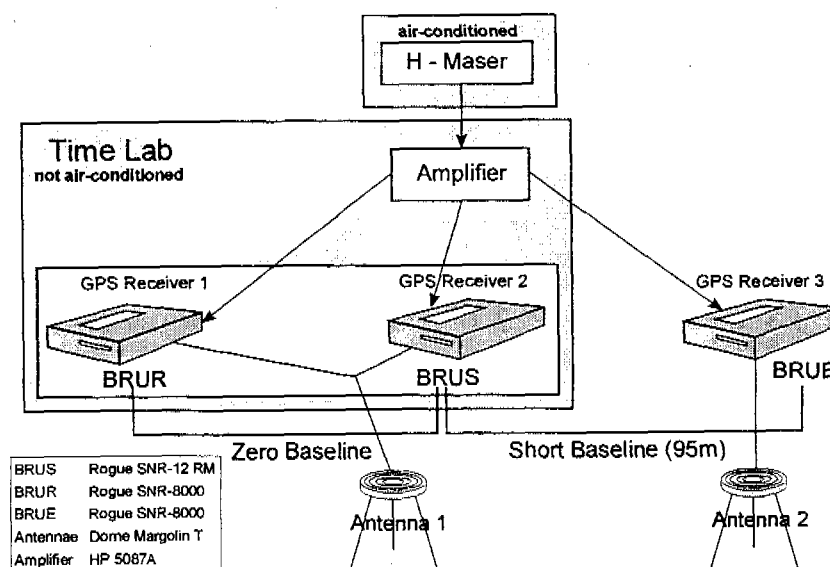 air-conditioned
H - Maser
Time Lab
not air-conditioned
Amplifier
GPS Receiver 1
GPS Receiver 2
GPS Receiver 3
BRUR
BRUS
BRUE
Zero Baseline
Short Baseline (95m)
BRUS Rogue SNR-12 RM
BRUR Rogue SNR-8000
BRUE Rogue SNR-8000
Antennae Dorne Margolin T
Amplifier HP 5087A
Antenna 1
Antenna 2